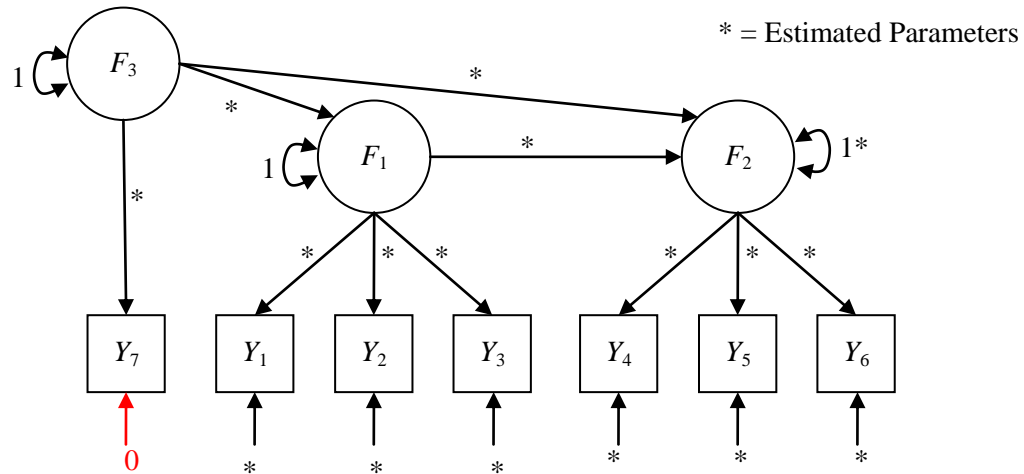 * = Estimated Parameters
F₃
1
*
*
*
F₁
1
*
F₂
1*
*
* * *
* * *
Y₇ Y₁ Y₂ Y₃ Y₄ Y₅ Y₆
0 * * * * * *